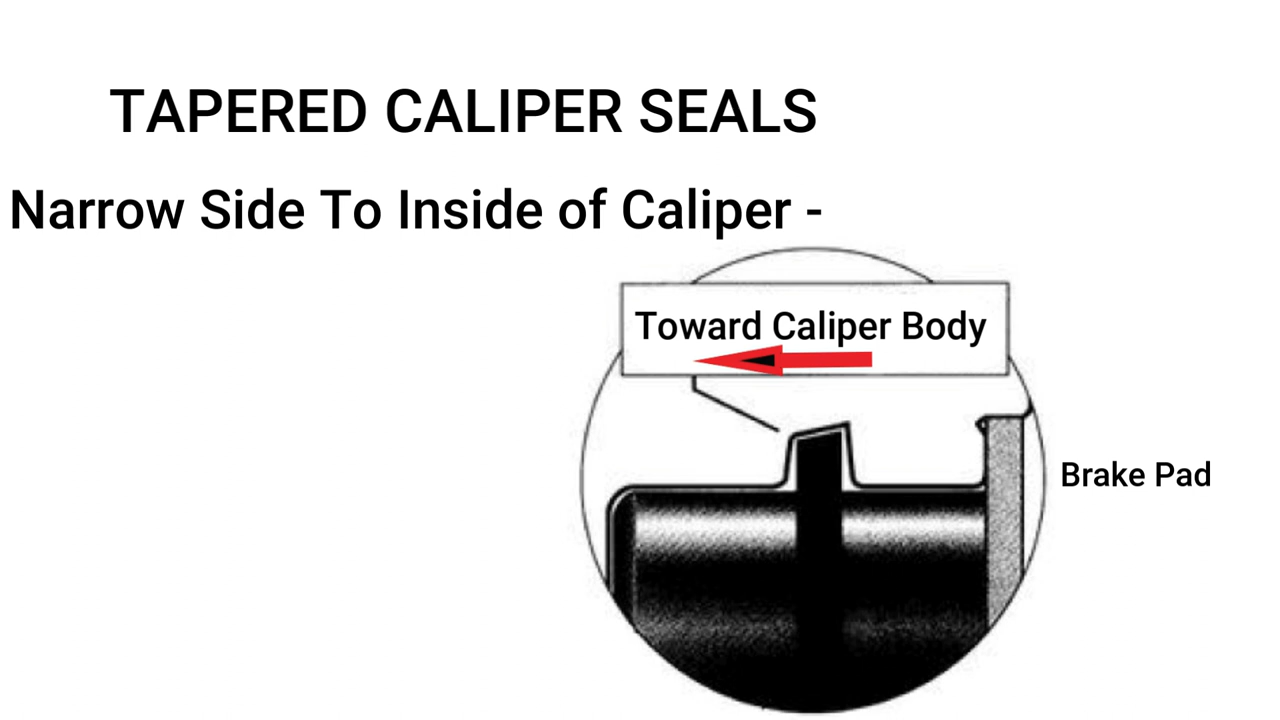 TAPERED CALIPER SEALS
Narrow Side To Inside of Caliper -
Toward Caliper Body
Brake Pad